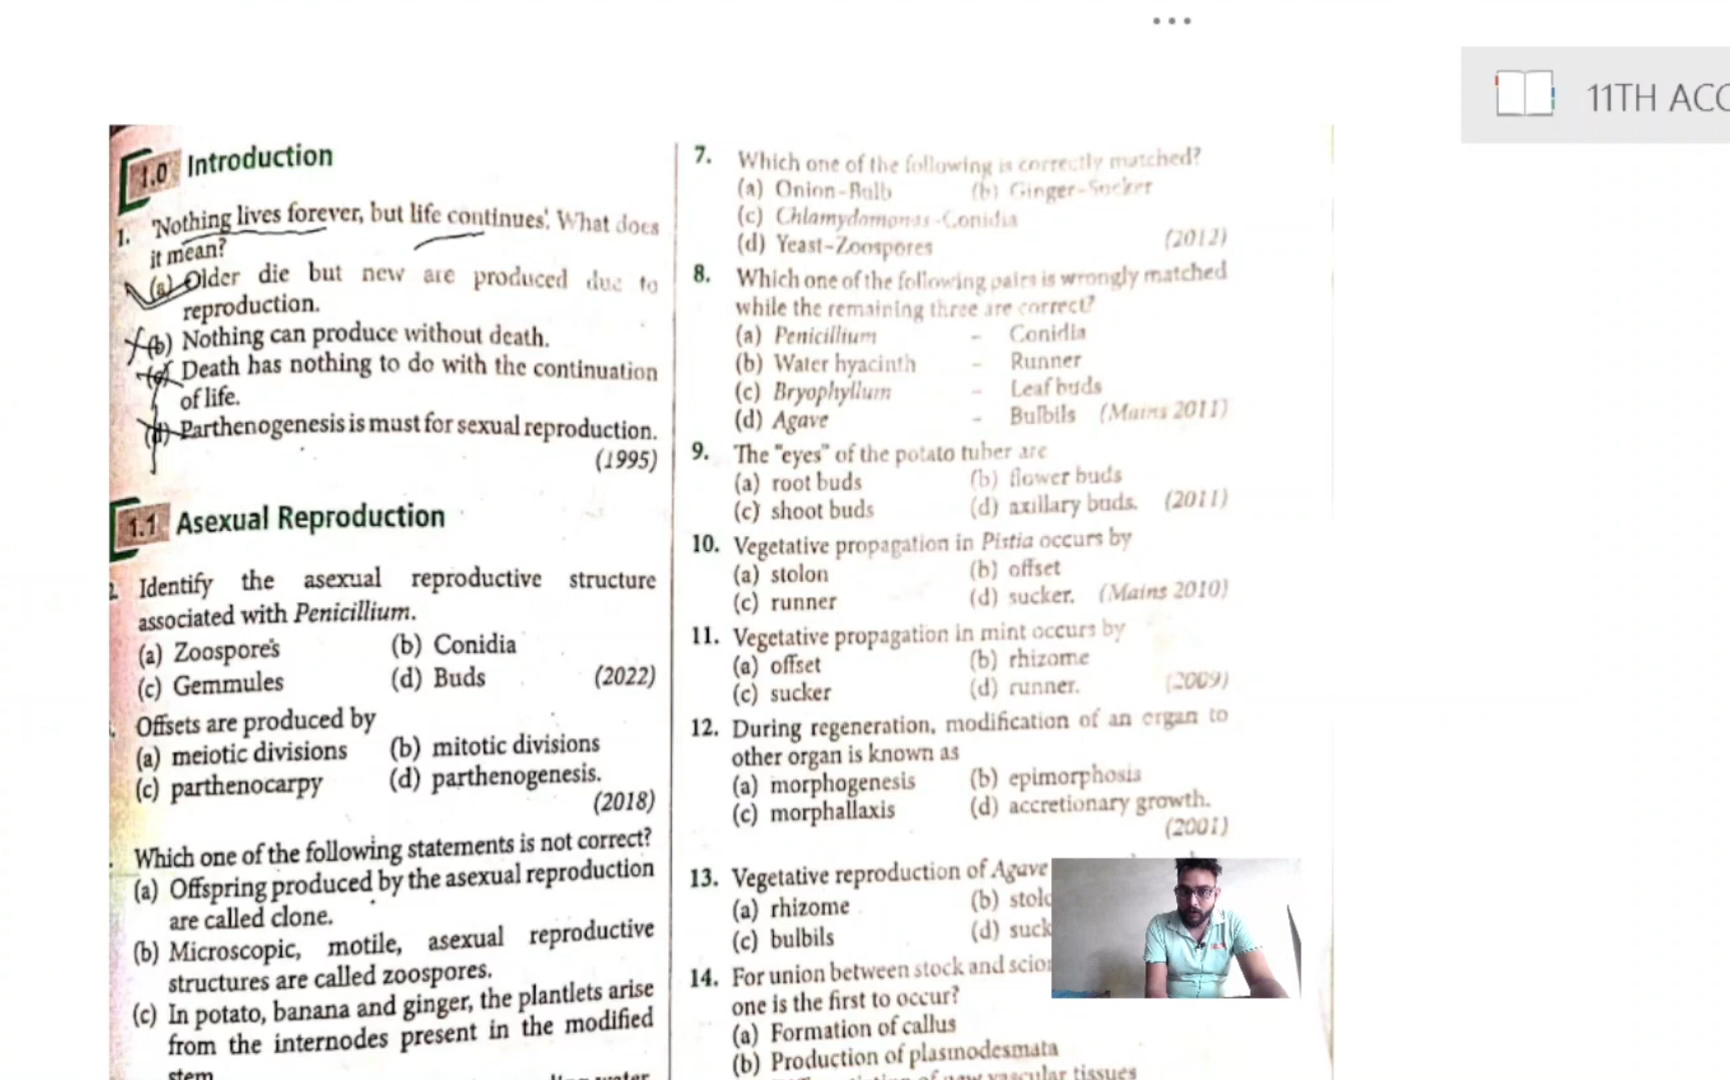 11TH ACC
1.0 Introduction
1. 'Nothing lives forever, but life continues'. What does
it mean?
(a) Older die but new are produced due to
reproduction.
(b) Nothing can produce without death.
(c) Death has nothing to do with the continuation
of life.
(d) Parthenogenesis is must for sexual reproduction.
(1995)
1.1 Asexual Reproduction
Identify the asexual reproductive structure
associated with Penicillium.
(a) Zoospores (b) Conidia
(c) Gemmules (d) Buds (2022)
Offsets are produced by
(a) meiotic divisions (b) mitotic divisions
(c) parthenocarpy (d) parthenogenesis.
(2018)
Which one of the following statements is not correct?
(a) Offspring produced by the asexual reproduction
are called clone.
(b) Microscopic, motile, asexual reproductive
structures are called zoospores.
(c) In potato, banana and ginger, the plantlets arise
from the internodes present in the modified
stem
7. Which one of the following is correctly matched?
(a) Onion-Bulb (b) Ginger-Sucker
(c) Chlamydomonas-Conidia
(d) Yeast-Zoospores (2012)
8. Which one of the following pairs is wrongly matched
while the remaining three are correct?
(a) Penicillium - Conidia
(b) Water hyacinth - Runner
(c) Bryophyllum - Leaf buds
(d) Agave - Bulbils (Mains 2011)
9. The "eyes" of the potato tuber are
(a) root buds (b) flower buds
(c) shoot buds (d) axillary buds. (2011)
10. Vegetative propagation in Pistia occurs by
(a) stolon (b) offset
(c) runner (d) sucker. (Mains 2010)
11. Vegetative propagation in mint occurs by
(a) offset (b) rhizome
(c) sucker (d) runner. (2009)
12. During regeneration, modification of an organ to
other organ is known as
(a) morphogenesis (b) epimorphosis
(c) morphallaxis (d) accretionary growth.
(2001)
13. Vegetative reproduction of Agave
(a) rhizome (b) stolo
(c) bulbils (d) suck
14. For union between stock and scion
one is the first to occur?
(a) Formation of callus
(b) Production of plasmodesmata
of new vascular tissues